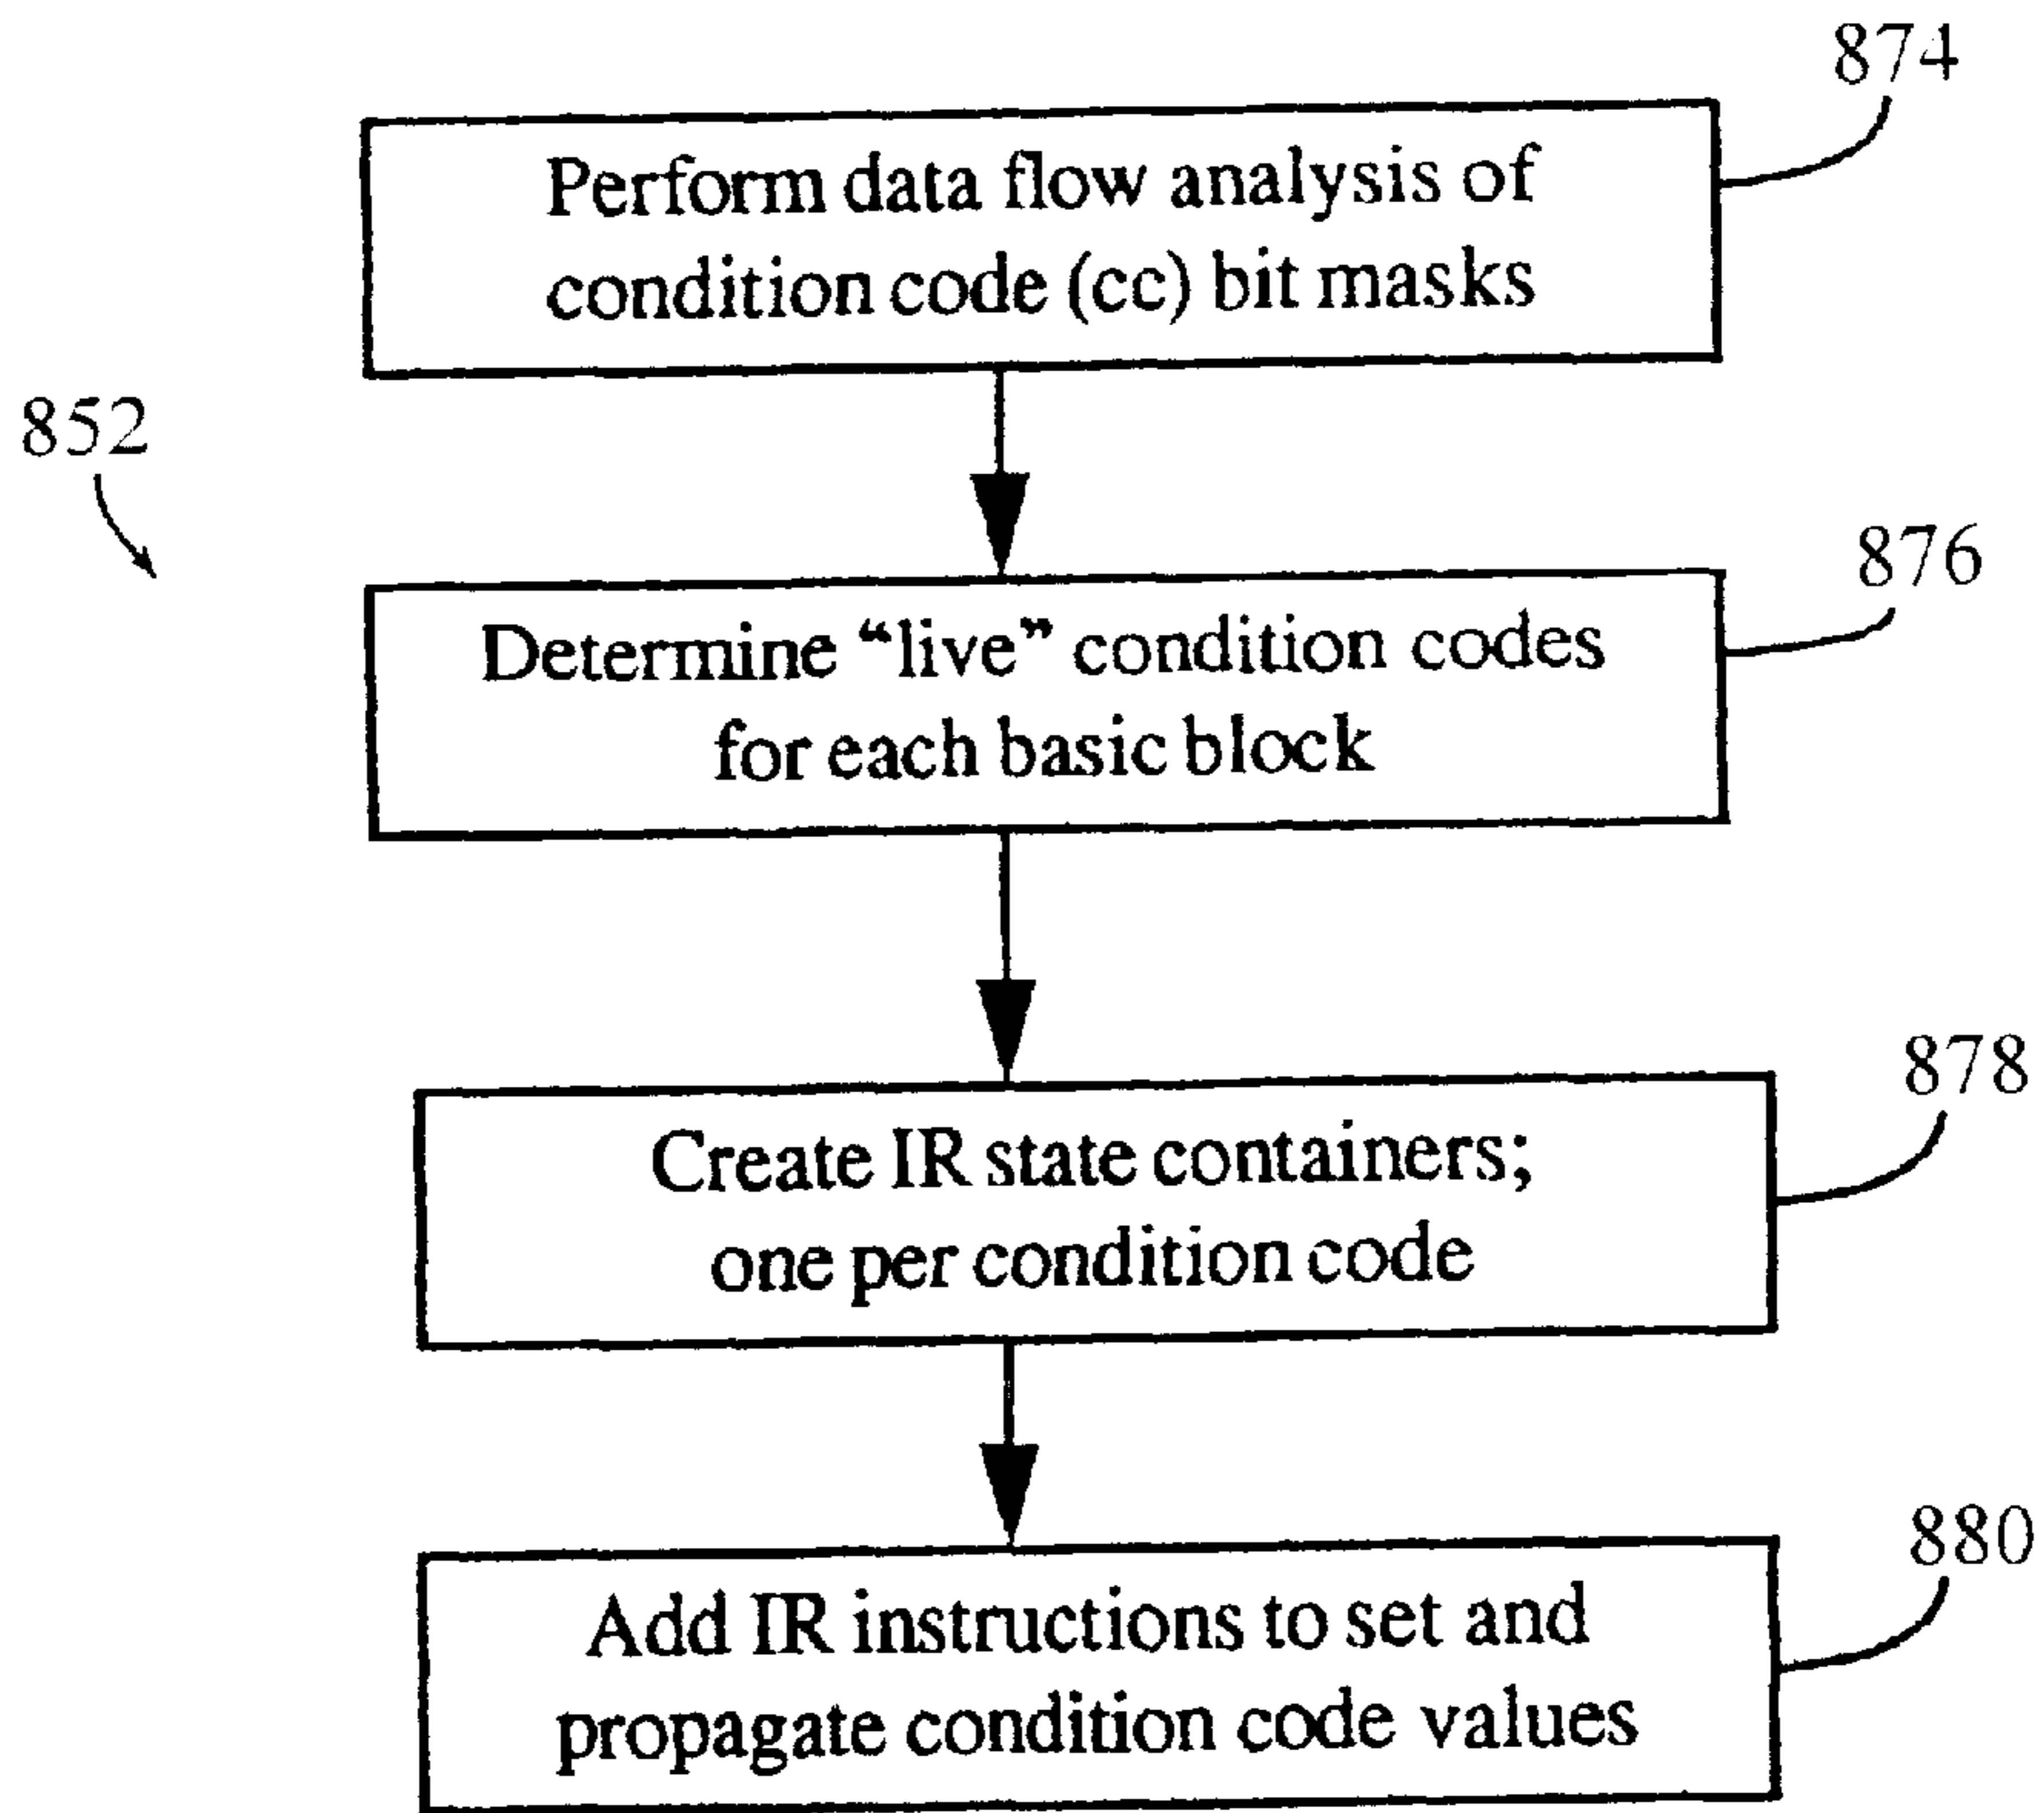 874
Perform data flow analysis of
condition code (cc) bit masks
852
876
Determine “live” condition codes
for each basic block
878
Create IR state containers;
one per condition code
880
Add IR instructions to set and
propagate condition code values